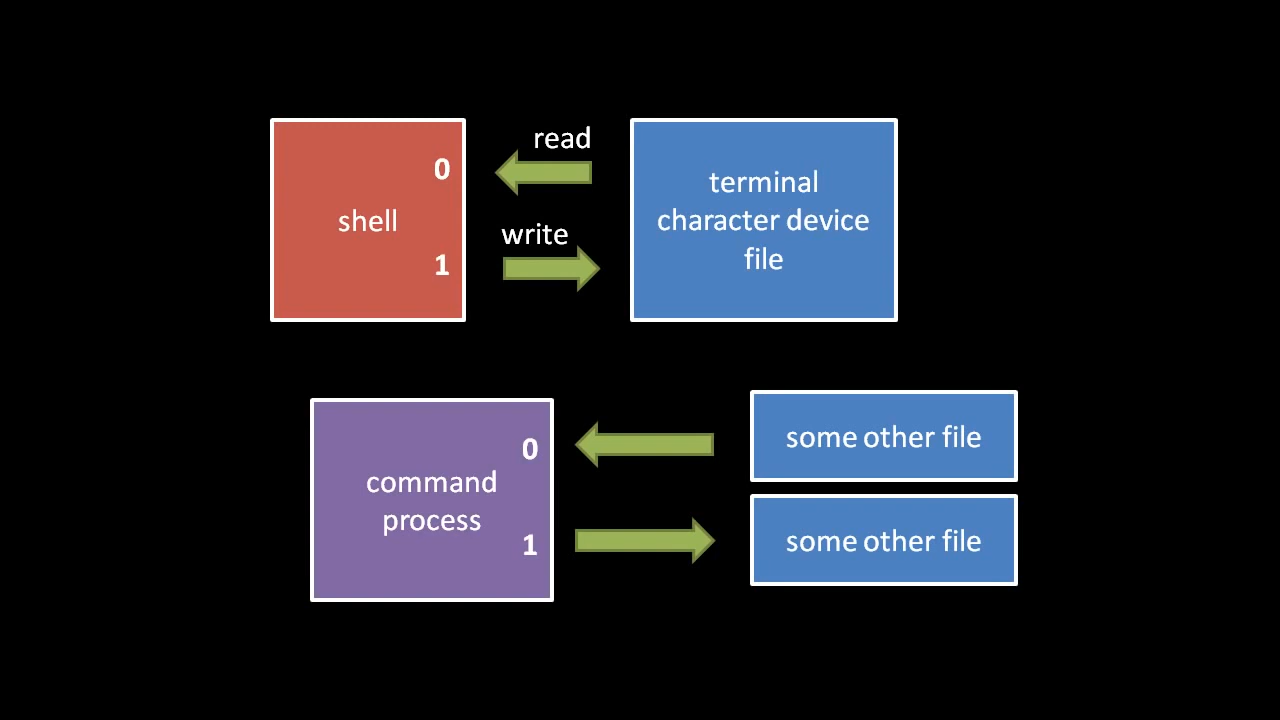 read
0
shell
write
1
terminal
character device
file
0
command
process
1
some other file
some other file